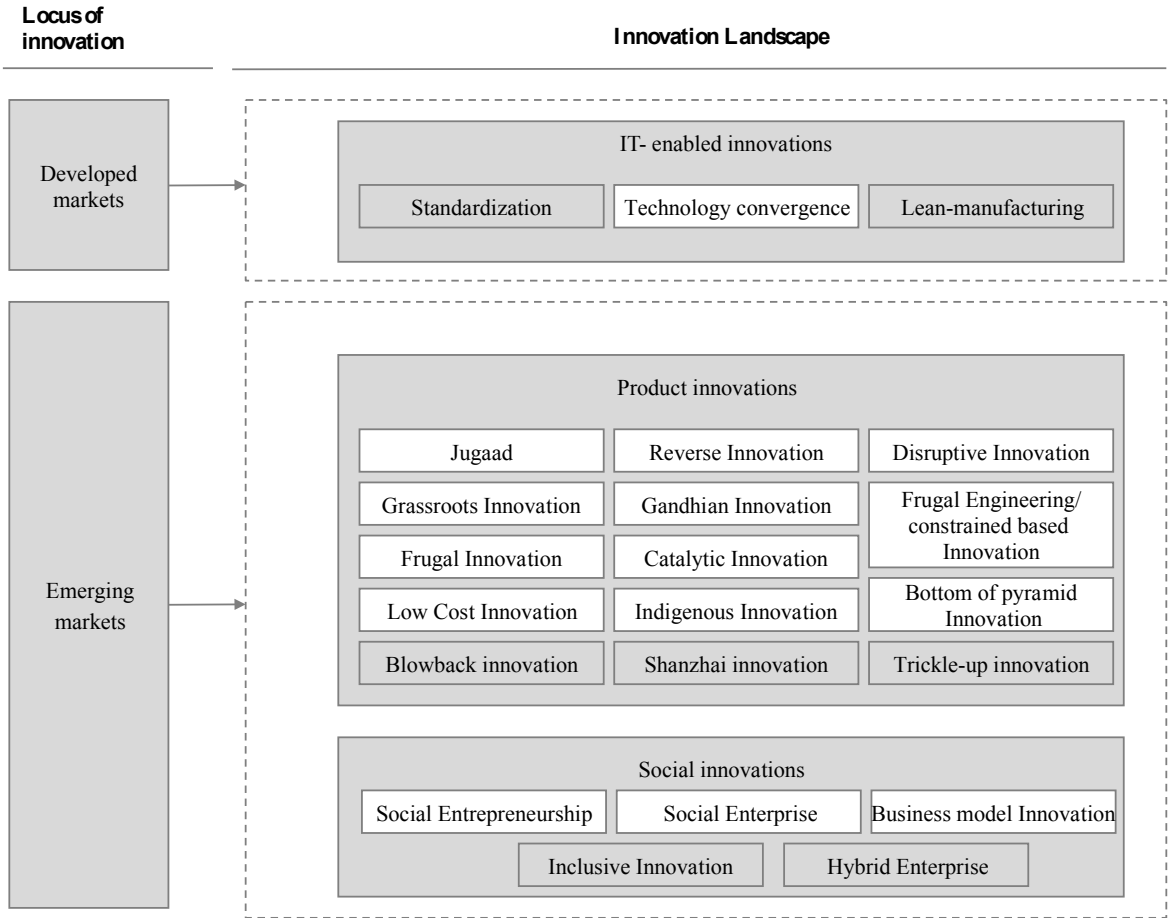 Locus of
innovation
Innovation Landscape
Developed
markets
IT- enabled innovations
Standardization
Technology convergence
Lean-manufacturing
Emerging
markets
Product innovations
Jugaad
Reverse Innovation
Disruptive Innovation
Grassroots Innovation
Gandhian Innovation
Frugal Engineering/
constrained based
Innovation
Frugal Innovation
Catalytic Innovation
Low Cost Innovation
Indigenous Innovation
Bottom of pyramid
Innovation
Blowback innovation
Shanzhai innovation
Trickle-up innovation
Social innovations
Social Entrepreneurship
Social Enterprise
Business model Innovation
Inclusive Innovation
Hybrid Enterprise